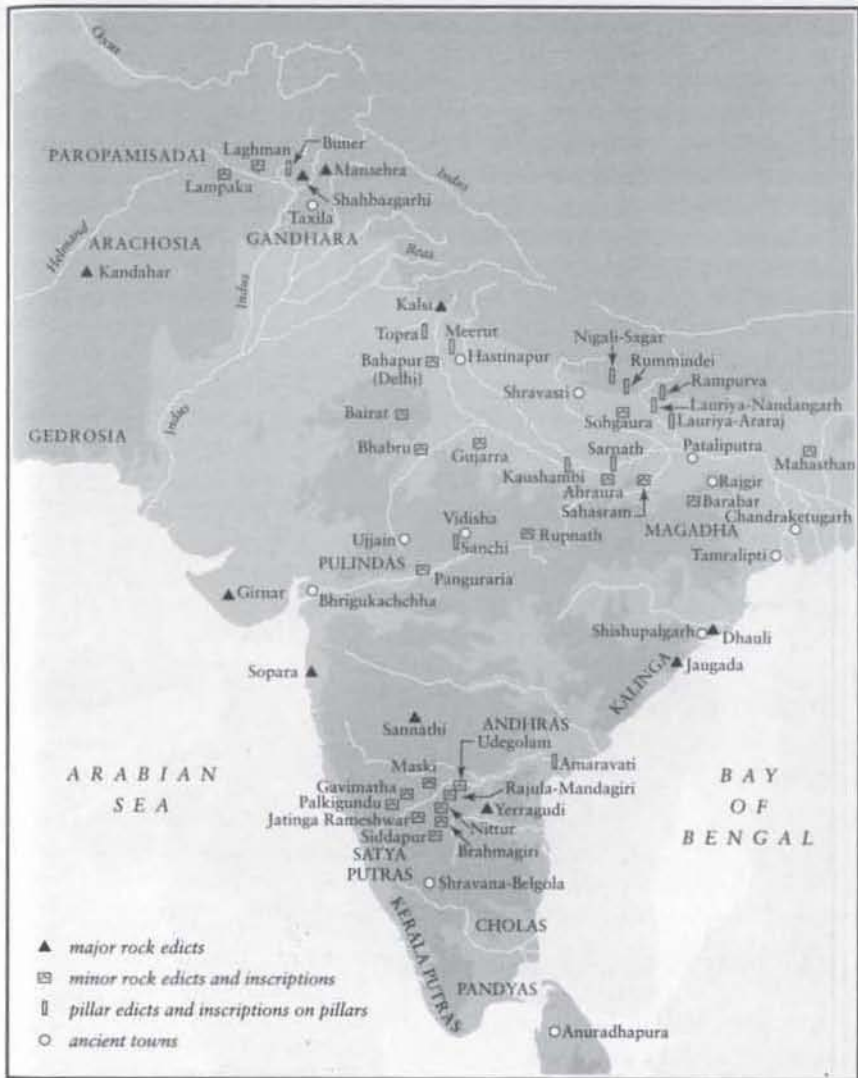 Oxus
Laghman
Buner
PAROPAMISADAI
Mansehra
Lampaka
Shahbazgarhi
Indus
Taxila
Helmand
ARACHOSIA
GANDHARA
Beas
Kandahar
Indus
Kalsi
Topra
Meerut
Nigali-Sagar
Bahapur
(Delhi)
Hastinapur
Rummindei
Shravasti
Rampurva
Bairat
Lauriya-Nandangarh
Indus
Sohgaura
Lauriya-Araraj
GEDROSIA
Bhabru
Gujarra
Sarnath
Pataliputra
Mahasthan
Kaushambi
Rajgir
Ahraura
Barabar
Sahasram
MAGADHA
Chandraketugarh
Ujjain
Vidisha
Rupnath
Sanchi
Tamralipti
PULINDAS
Panguraria
Girnar
Bhrigukachchha
Shishupalgarh
Dhauli
Sopara
KALINGA
Jaugada
Sannathi
ANDHRAS
Udegolam
Maski
Amaravati
ARABIAN
SEA
Gavimatha
Rajula-Mandagiri
BAY
OF
BENGAL
Palkigundu
Yerragudi
Jatinga Rameshwar
Nittur
Siddapur
Brahmagiri
SATYA
PUTRAS
Shravana-Belgola
KERALA PUTRAS
CHOLAS
PANDYAS
Anuradhapura
major rock edicts
minor rock edicts and inscriptions
pillar edicts and inscriptions on pillars
ancient towns